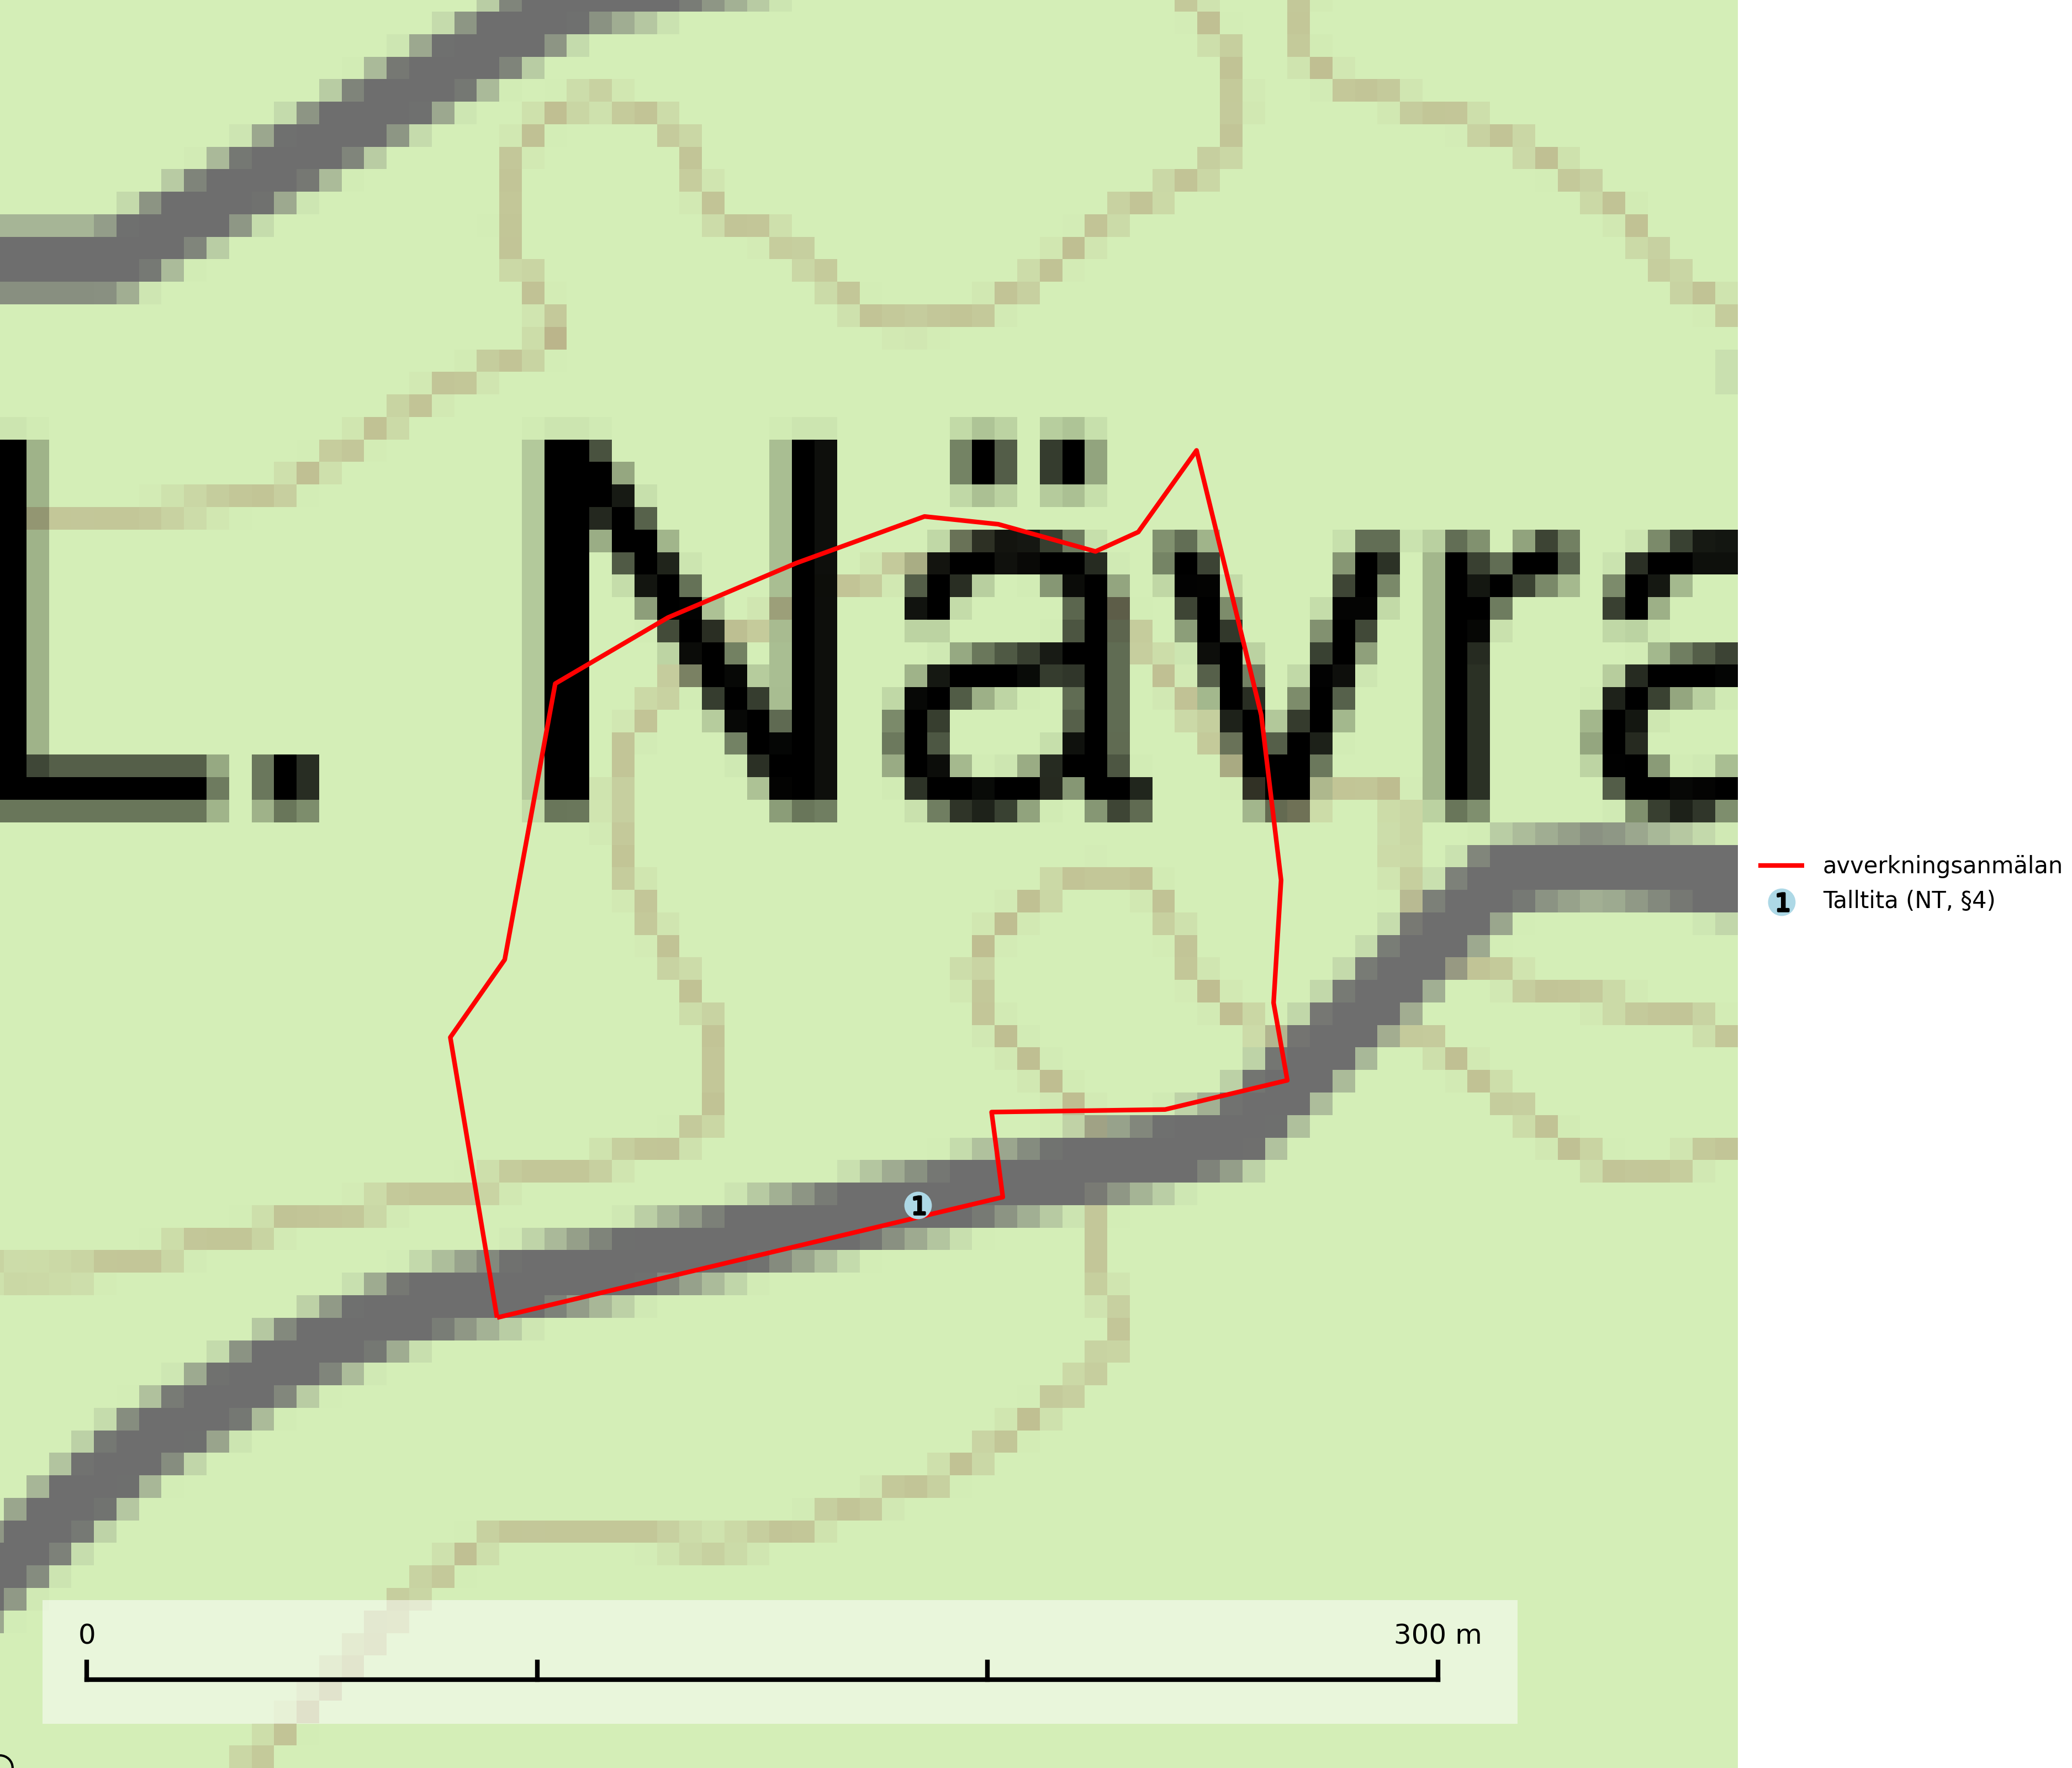 L. Nävra
avverkningsanmälan
1 Talltita (NT, §4)
1
0 300 m